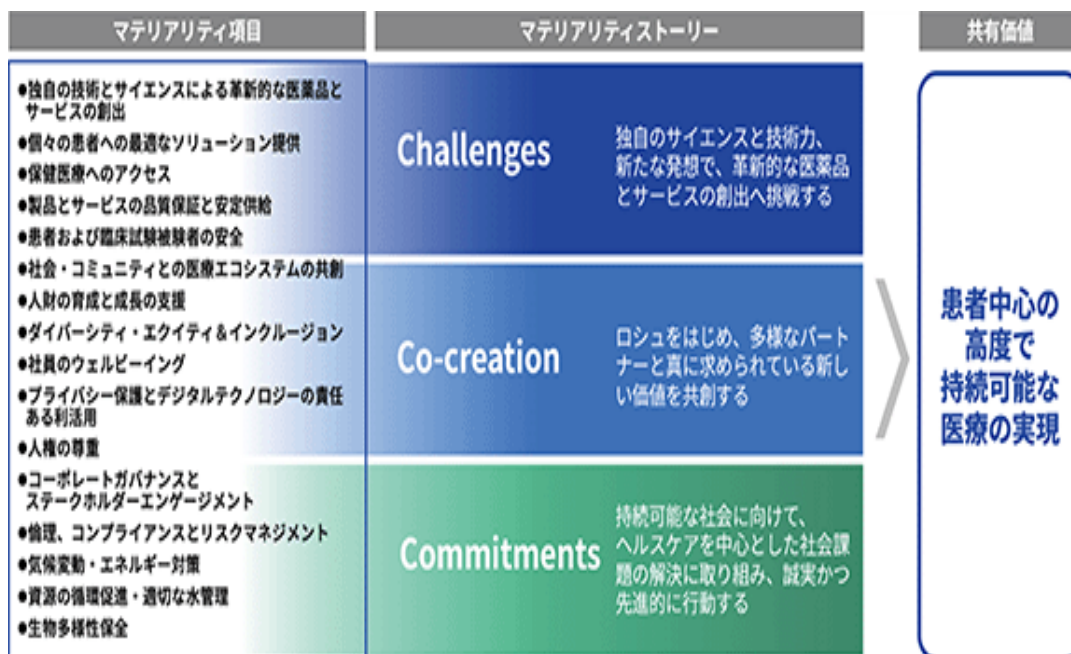 マテリアリティ項目
マテリアリティストーリー
共有価値
●独自の技術とサイエンスによる革新的な医薬品と
サービスの創出
●個々の患者への最適なソリューション提供
●保健医療へのアクセス
●製品とサービスの品質保証と安定供給
●患者および臨床試験被験者の安全
●社会・コミュニティとの医療エコシステムの共創
●人財の育成と成長の支援
●ダイバーシティ・エクイティ＆インクルージョン
●社員のウェルビーイング
●プライバシー保護とデジタルテクノロジーの責任
ある利活用
●人権の尊重
●コーポレートガバナンスと
ステークホルダーエンゲージメント
●倫理、コンプライアンスとリスクマネジメント
●気候変動・エネルギー対策
●資源の循環促進・適切な水管理
●生物多様性保全
Challenges
独自のサイエンスと技術力、
新たな発想で、革新的な医薬品
とサービスの創出へ挑戦する
Co-creation
ロシュをはじめ、多様なパート
ナーと真に求められている新し
い価値を共創する
Commitments
持続可能な社会に向けて、
ヘルスケアを中心とした社会課
題の解決に取り組み、誠実かつ
先進的に行動する
患者中心の
高度で
持続可能な
医療の実現